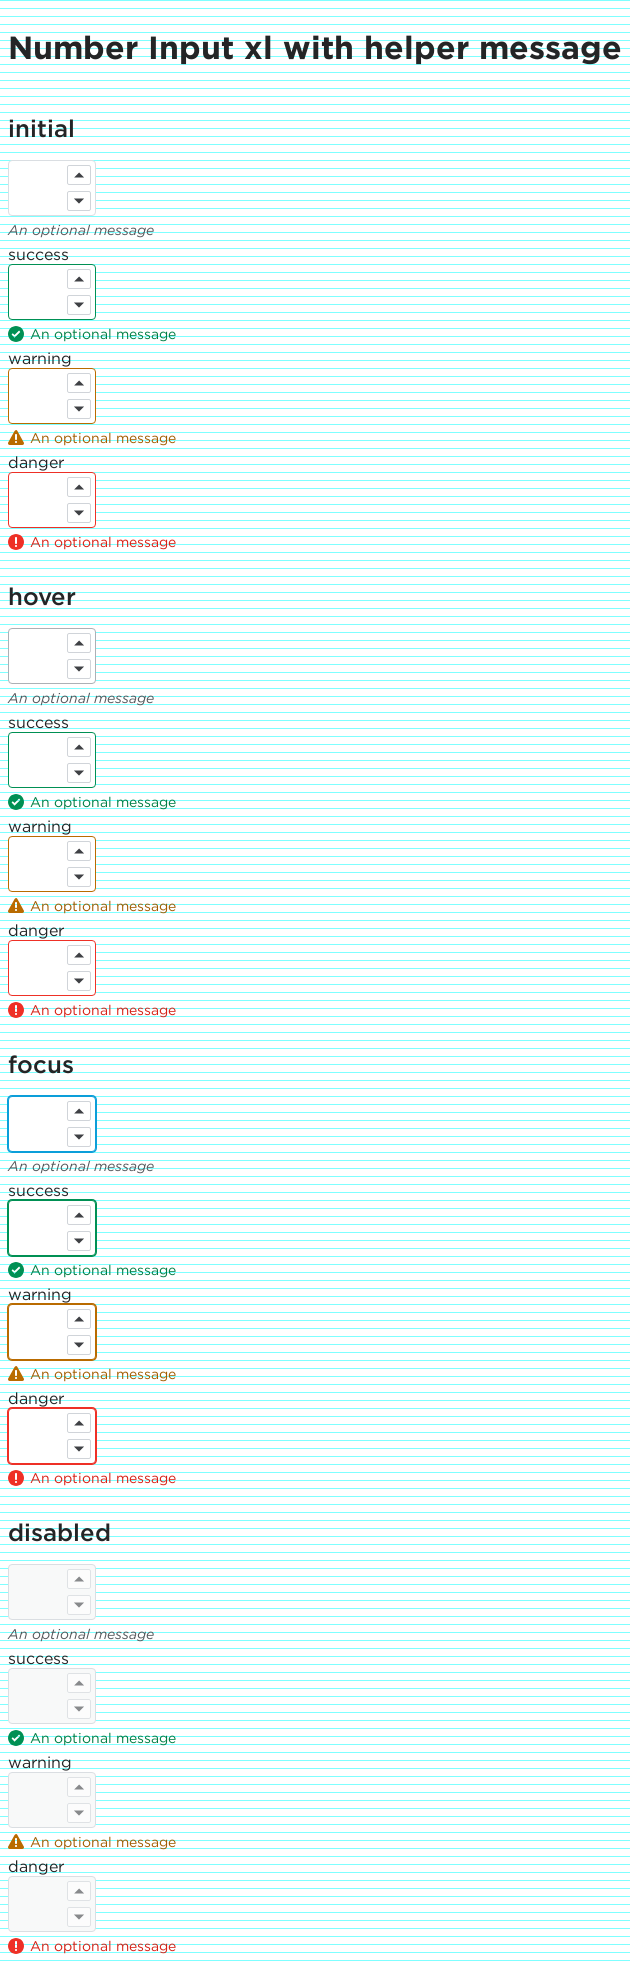 Number Input xl with helper message
initial
An optional message
success
An optional message
warning
An optional message
danger
An optional message
hover
An optional message
success
An optional message
warning
An optional message
danger
An optional message
focus
An optional message
success
An optional message
warning
An optional message
danger
An optional message
disabled
An optional message
success
An optional message
warning
An optional message
danger
An optional message